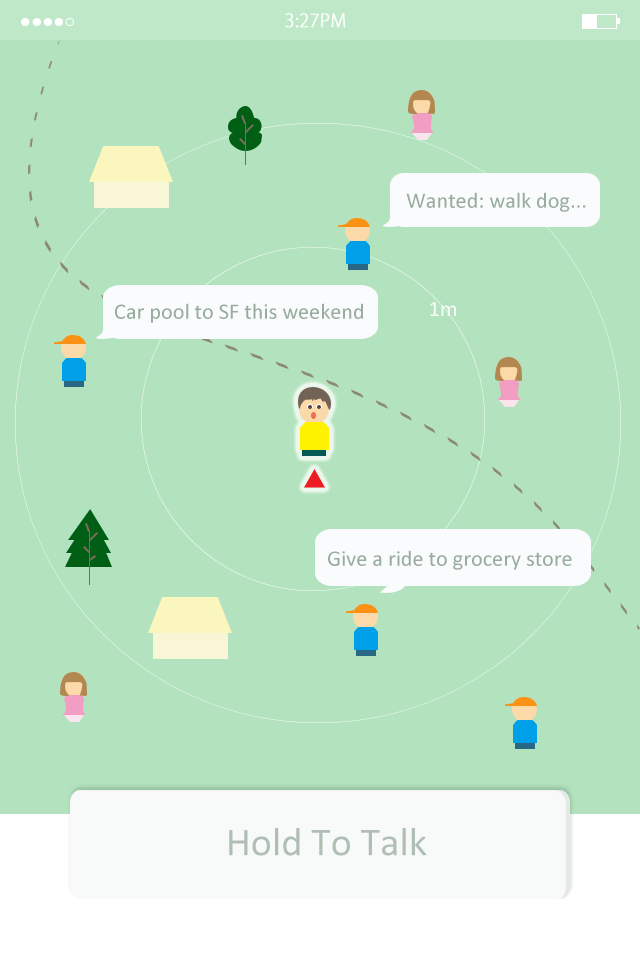 3:27PM
Wanted: walk dog...
Car pool to SF this weekend
1m
Give a ride to grocery store
Hold To Talk